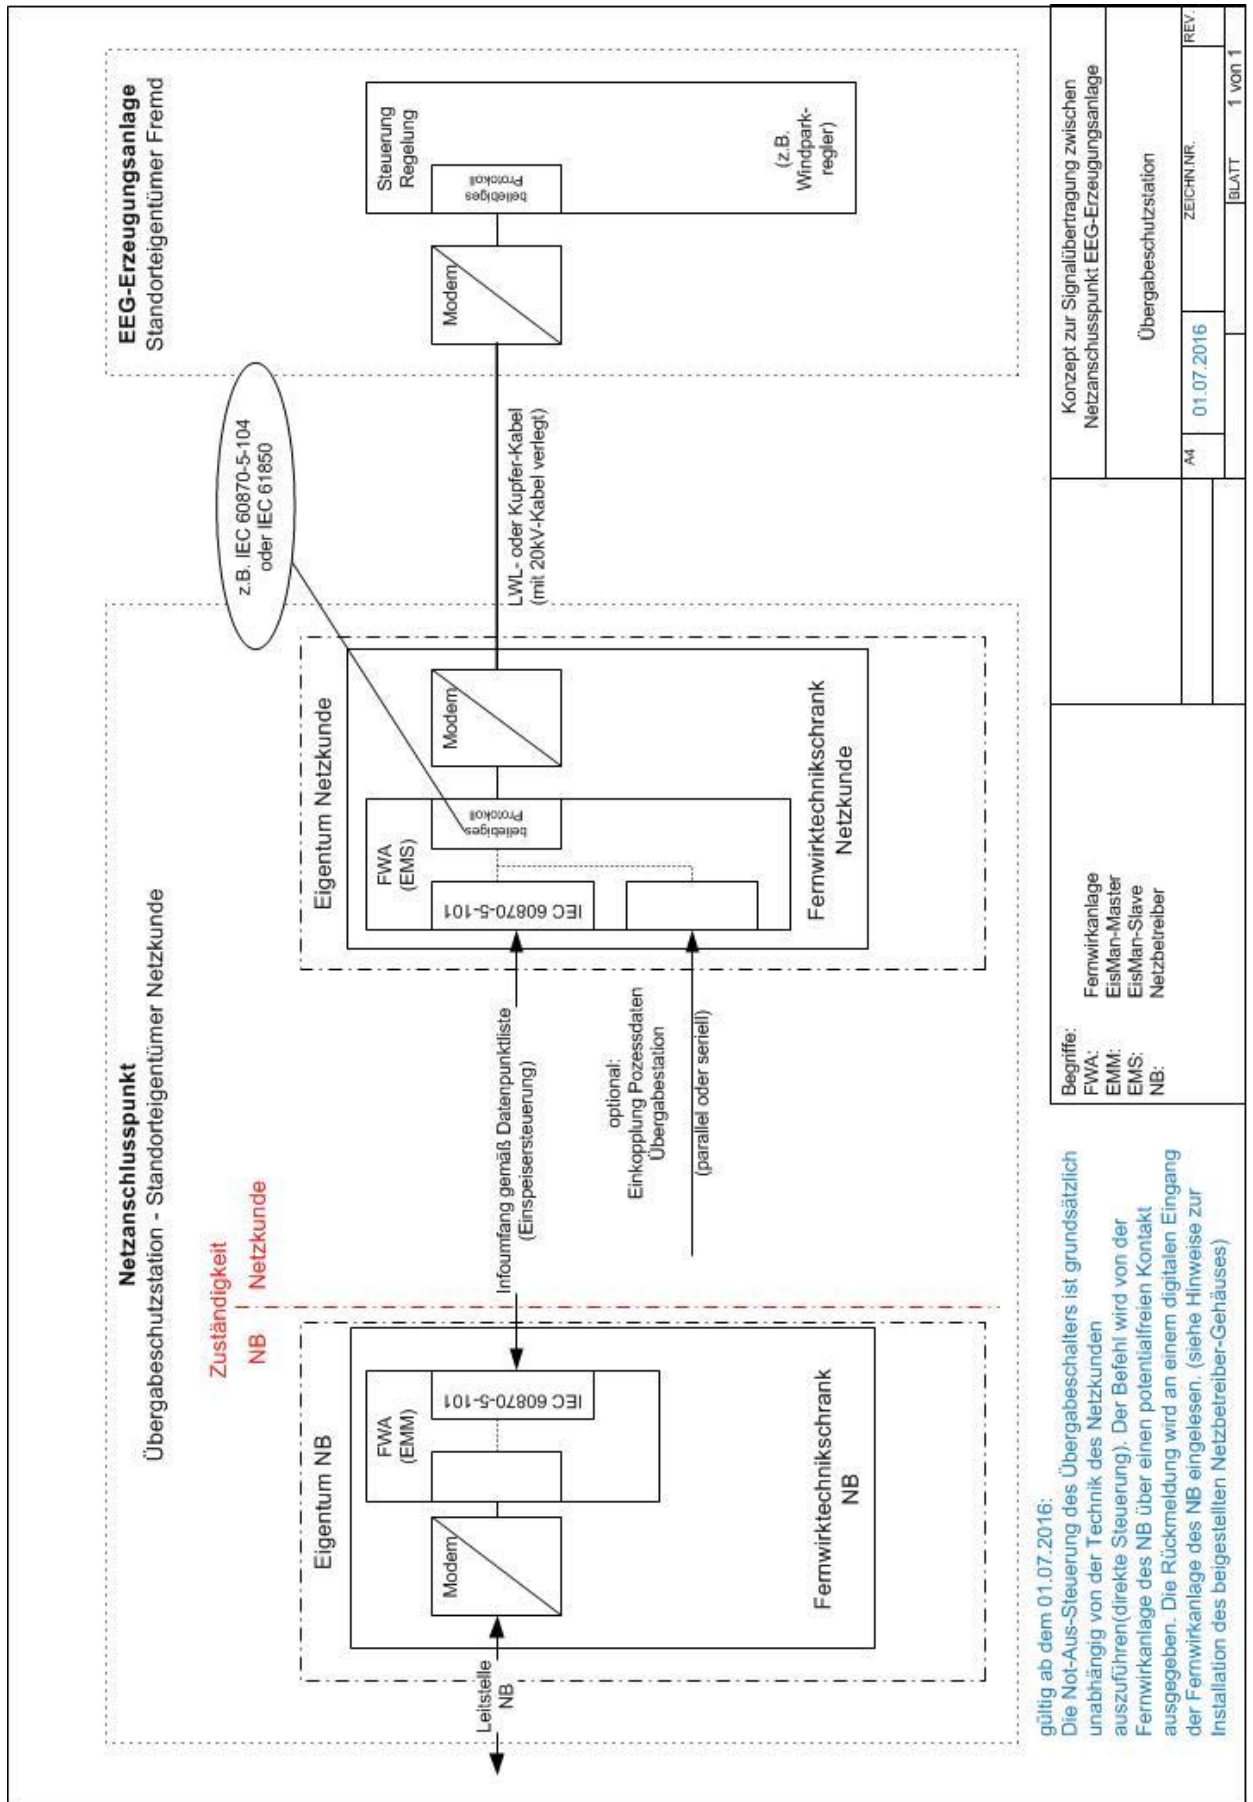 Netzanschlusspunkt
Übergabeschutzstation - Standorteigentümer Netzkunde
EEG-Erzeugungsanlage
Standorteigentümer Fremd
Zuständigkeit
NB
Netzkunde
z.B. IEC 60870-5-104
oder IEC 61850
Eigentum NB
FWA
(EMM)
IEC 60870-5-101
Modem
Fernwirktechnikschrank
NB
Leitstelle
NB
Infoumfang gemäß Datenpunktliste
(Einspeisersteuerung)
optional:
Einkopplung Pozessdaten
Übergabestation
(parallel oder seriell)
Eigentum Netzkunde
FWA
(EMS)
IEC 60870-5-101
beliebiges
Protokoll
Modem
Fernwirktechnikschrank
Netzkunde
LWL- oder Kupfer-Kabel
(mit 20kV-Kabel verlegt)
Modem
beliebiges
Protokoll
Steuerung
Regelung
(z.B.
Windpark-
regler)
gültig ab dem 01.07.2016:
Die Not-Aus-Steuerung des Übergabeschalters ist grundsätzlich
unabhängig von der Technik des Netzkunden
auszuführen(direkte Steuerung). Der Befehl wird von der
Fernwirkanlage des NB über einen potentialfreien Kontakt
ausgegeben. Die Rückmeldung wird an einem digitalen Eingang
der Fernwirkanlage des NB eingelesen. (siehe Hinweise zur
Installation des beigestellten Netzbetreiber-Gehäuses)
Begriffe:
FWA: Fernwirkanlage
EMM: EisMan-Master
EMS: EisMan-Slave
NB: Netzbetreiber
Konzept zur Signalübertragung zwischen
Netzanschusspunkt EEG-Erzeugungsanlage
Übergabeschutzstation
A4 01.07.2016 ZEICHN.NR. REV.
BLATT 1 von 1